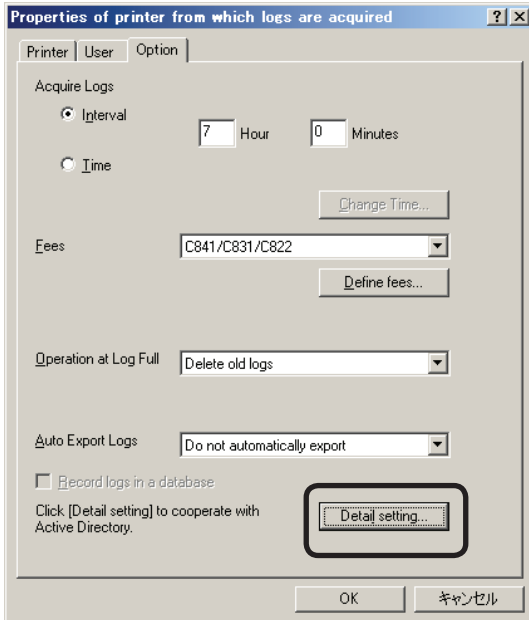 Properties of printer from which logs are acquired
Printer User Option
Acquire Logs
Interval
7 Hour 0 Minutes
Time
Change Time...
Fees C841/C831/C822
Define fees...
Operation at Log Full Delete old logs
Auto Export Logs Do not automatically export
Record logs in a database
Click [Detail setting] to cooperate with
Active Directory.
Detail setting...
OK キャンセル